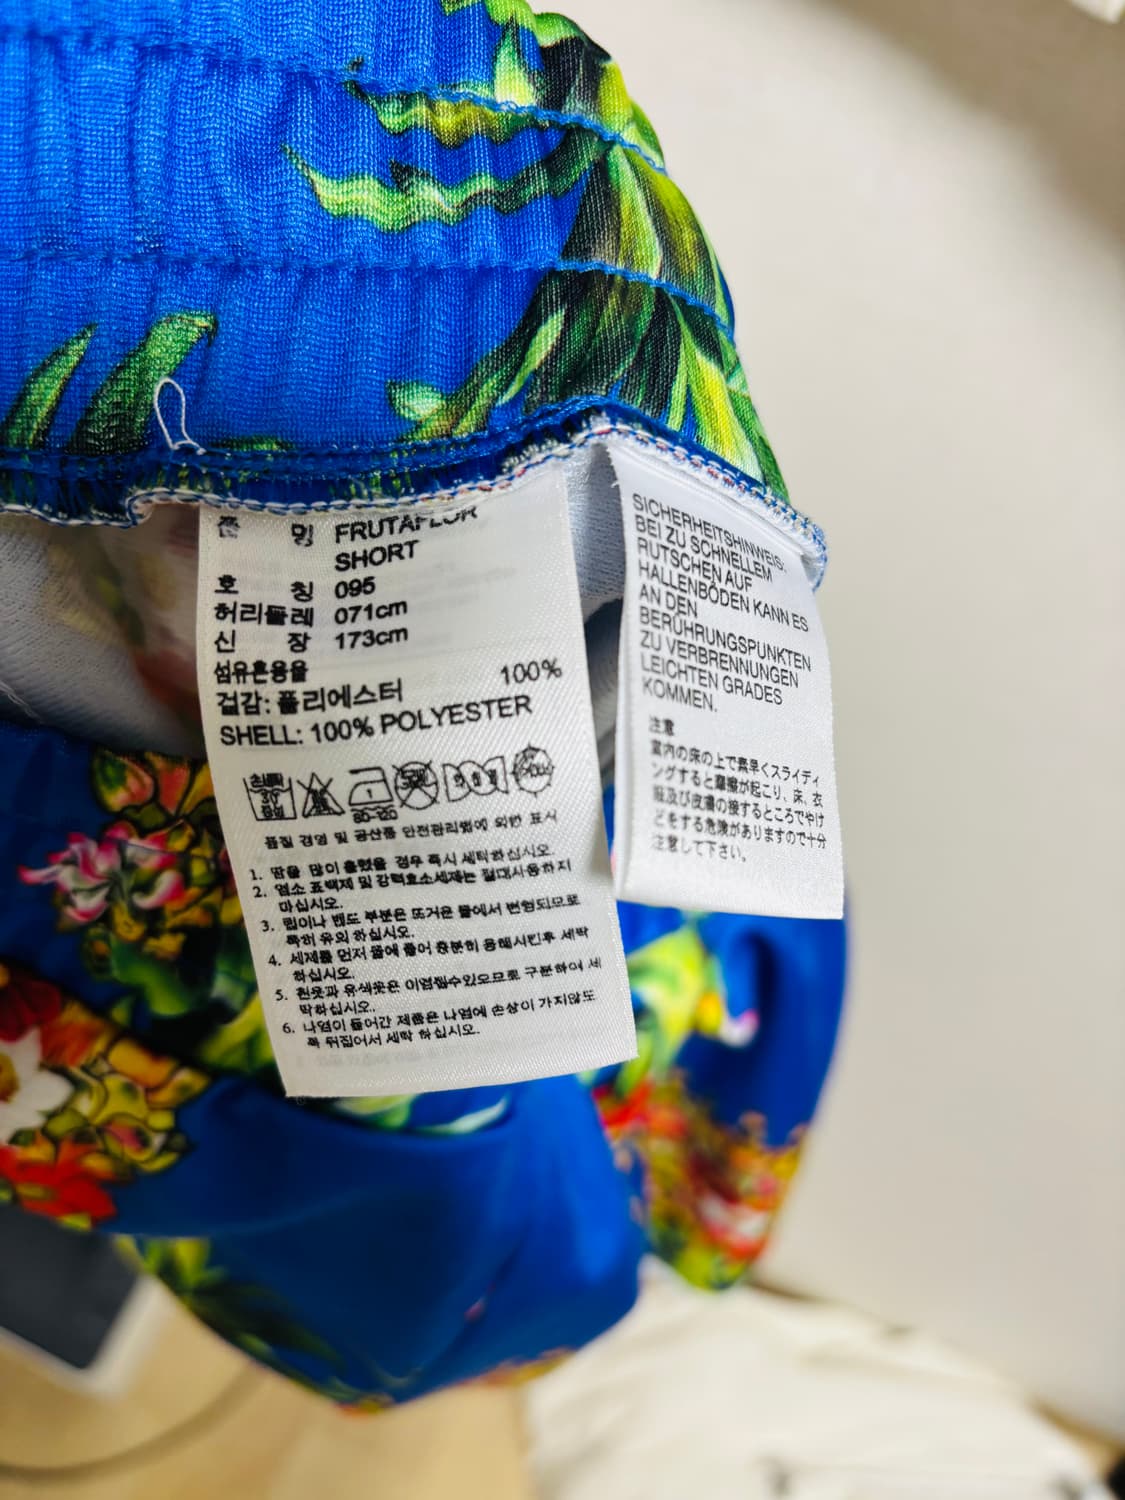 품 명 FRUTAFLOR
SHORT
호 칭 095
허리둘레 071cm
신 장 173cm
섬유혼용율
겉감: 폴리에스터 100%
SHELL: 100% POLYESTER
80-120
품질 경영 및 공산품 안전관리법에 의한 표시
1. 땀을 많이 흘렸을 경우 즉시 세탁하십시오.
2. 염소 표백제 및 강력효소세제는 절대사용하지
마십시오.
3. 립이나 밴드 부분은 뜨거운 물에서 변형되므로
특히 유의 하십시오.
4. 세제를 먼저 물에 풀어 충분히 용해시킨후 세탁
하십시오.
5. 흰옷과 유색옷은 이염될수있으므로 구분하여 세
탁하십시오.
6. 나염이 들어간 제품은 나염에 손상이 가지않도
록 뒤집어서 세탁 하십시오.
SICHERHEITSHINWEIS:
BEI ZU SCHNELLEM
RUTSCHEN AUF
HALLENBÖDEN KANN ES
AN DEN
BERÜHRUNGSPUNKTEN
ZU VERBRENNUNGEN
LEICHTEN GRADES
KOMMEN.
注意
室内の床の上で素早くスライディ
ングすると摩擦が起こり、床、衣
服及び皮膚の接するところでやけ
どをする危険がありますので十分
注意して下さい。